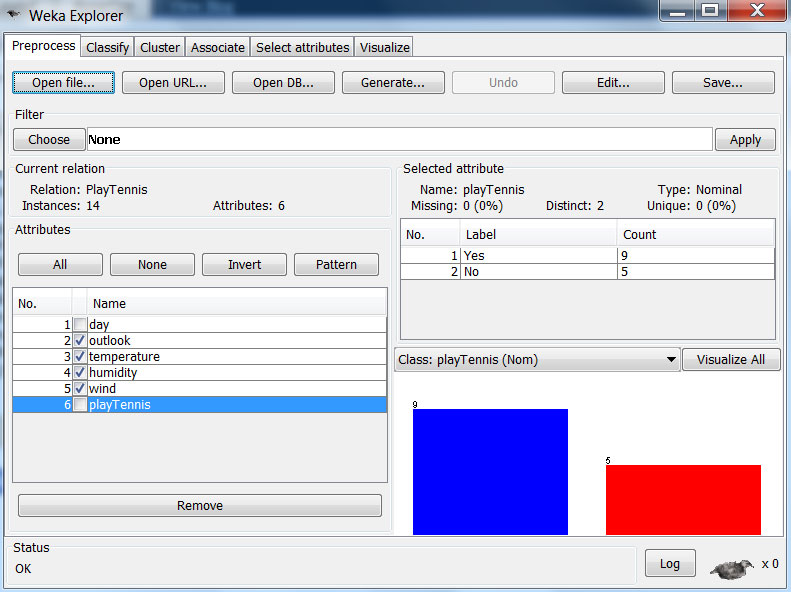 Weka Explorer
Preprocess Classify Cluster Associate Select attributes Visualize
Open file... Open URL... Open DB... Generate... Undo Edit... Save...
Filter
Choose None Apply
Current relation
Relation: PlayTennis
Instances: 14 Attributes: 6
Selected attribute
Name: playTennis Type: Nominal
Missing: 0 (0%) Distinct: 2 Unique: 0 (0%)
No. Label Count
1 Yes 9
2 No 5
Attributes
All None Invert Pattern
No. Name
1 day
2 outlook
3 temperature
4 humidity
5 wind
6 playTennis
Remove
Class: playTennis (Nom) Visualize All
9
5
Status
OK
Log x 0